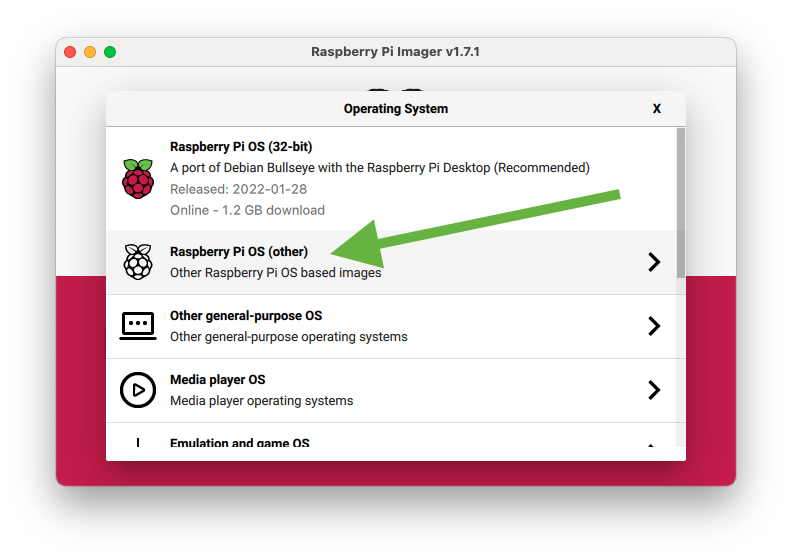 Raspberry Pi Imager v1.7.1
Operating System
X
Raspberry Pi OS (32-bit)
A port of Debian Bullseye with the Raspberry Pi Desktop (Recommended)
Released: 2022-01-28
Online - 1.2 GB download
Raspberry Pi OS (other)
Other Raspberry Pi OS based images
Other general-purpose OS
Other general-purpose operating systems
Media player OS
Media player operating systems
Emulation and game OS